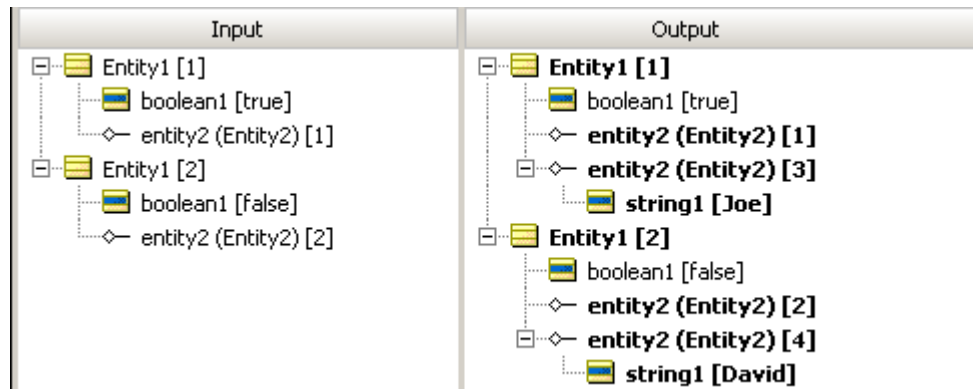 Input
Entity1 [1]
boolean1 [true]
entity2 (Entity2) [1]
Entity1 [2]
boolean1 [false]
entity2 (Entity2) [2]
Output
Entity1 [1]
boolean1 [true]
entity2 (Entity2) [1]
entity2 (Entity2) [3]
string1 [Joe]
Entity1 [2]
boolean1 [false]
entity2 (Entity2) [2]
entity2 (Entity2) [4]
string1 [David]